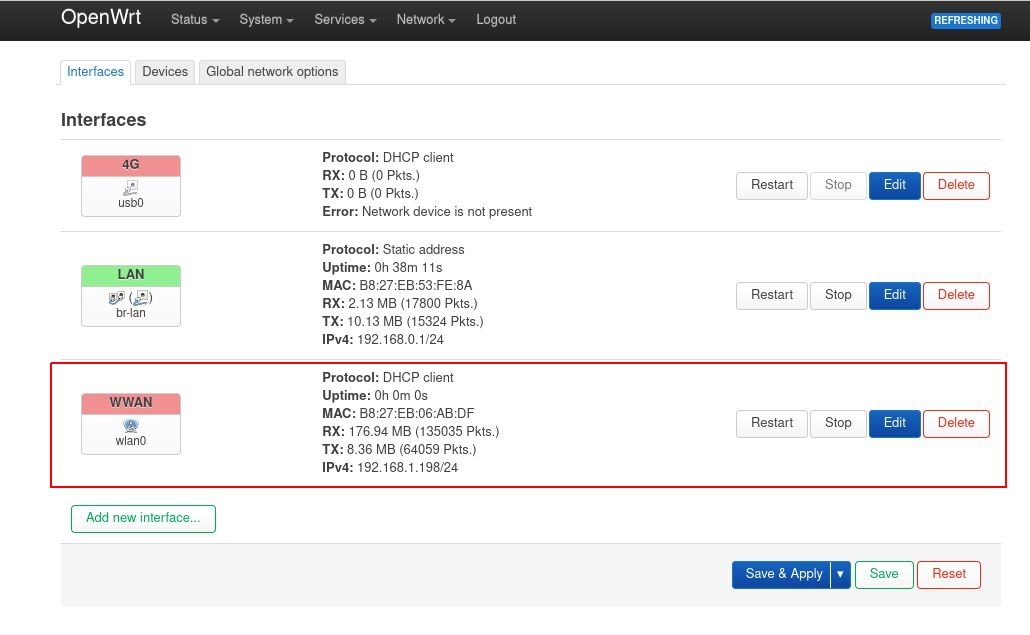 OpenWrt Status System Services Network Logout REFRESHING
Interfaces Devices Global network options
Interfaces
4G
usb0
Protocol: DHCP client
RX: 0 B (0 Pkts.)
TX: 0 B (0 Pkts.)
Error: Network device is not present
Restart Stop Edit Delete
LAN
( )
br-lan
Protocol: Static address
Uptime: 0h 38m 11s
MAC: B8:27:EB:53:FE:8A
RX: 2.13 MB (17800 Pkts.)
TX: 10.13 MB (15324 Pkts.)
IPv4: 192.168.0.1/24
Restart Stop Edit Delete
WWAN
wlan0
Protocol: DHCP client
Uptime: 0h 0m 0s
MAC: B8:27:EB:06:AB:DF
RX: 176.94 MB (135035 Pkts.)
TX: 8.36 MB (64059 Pkts.)
IPv4: 192.168.1.198/24
Restart Stop Edit Delete
Add new interface...
Save & Apply Save Reset